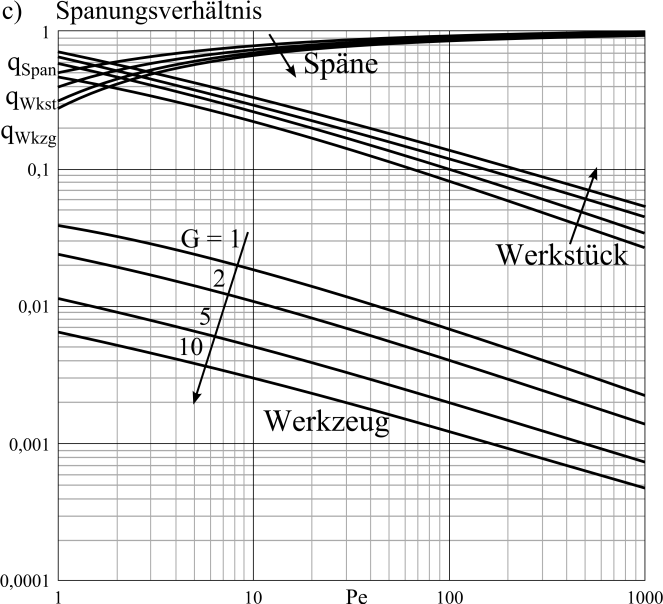 c) Spanungsverhältnis
1
qSpan
Späne
qWkst
qWkzg
0,1
G = 1
Werkstück
2
0,01
5
10
Werkzeug
0,001
0,0001
1 10 Pe 100 1000